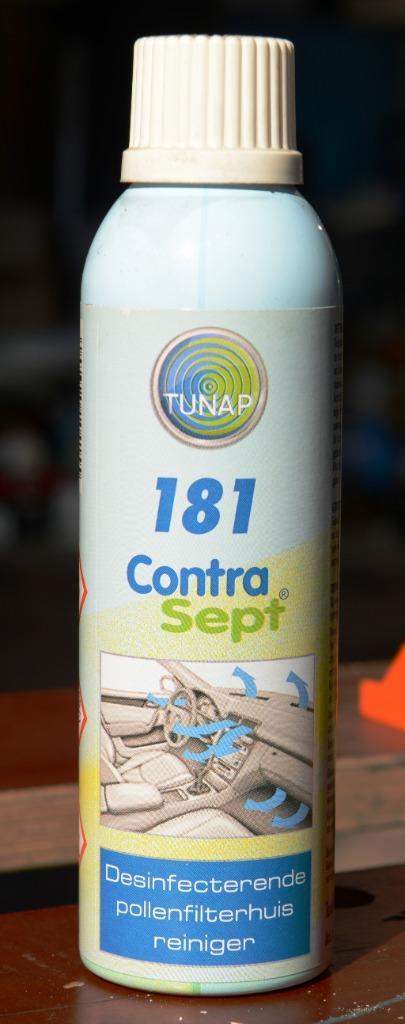 TUNAP
181
Contra
Sept®
Desinfecterende
pollenfilterhuis
reiniger